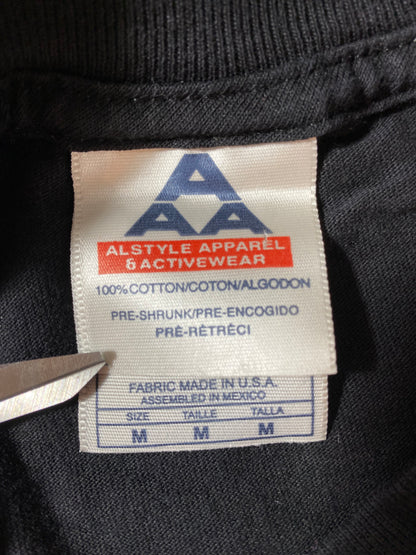 A
AA
ALSTYLE APPAREL
& ACTIVEWEAR
100% COTTON/COTON/ALGODON
PRE-SHRUNK/PRE-ENCOGIDO
PRÉ-RÉTRÉCI
FABRIC MADE IN U.S.A.
ASSEMBLED IN MEXICO
SIZE TAILLE TALLA
M M M